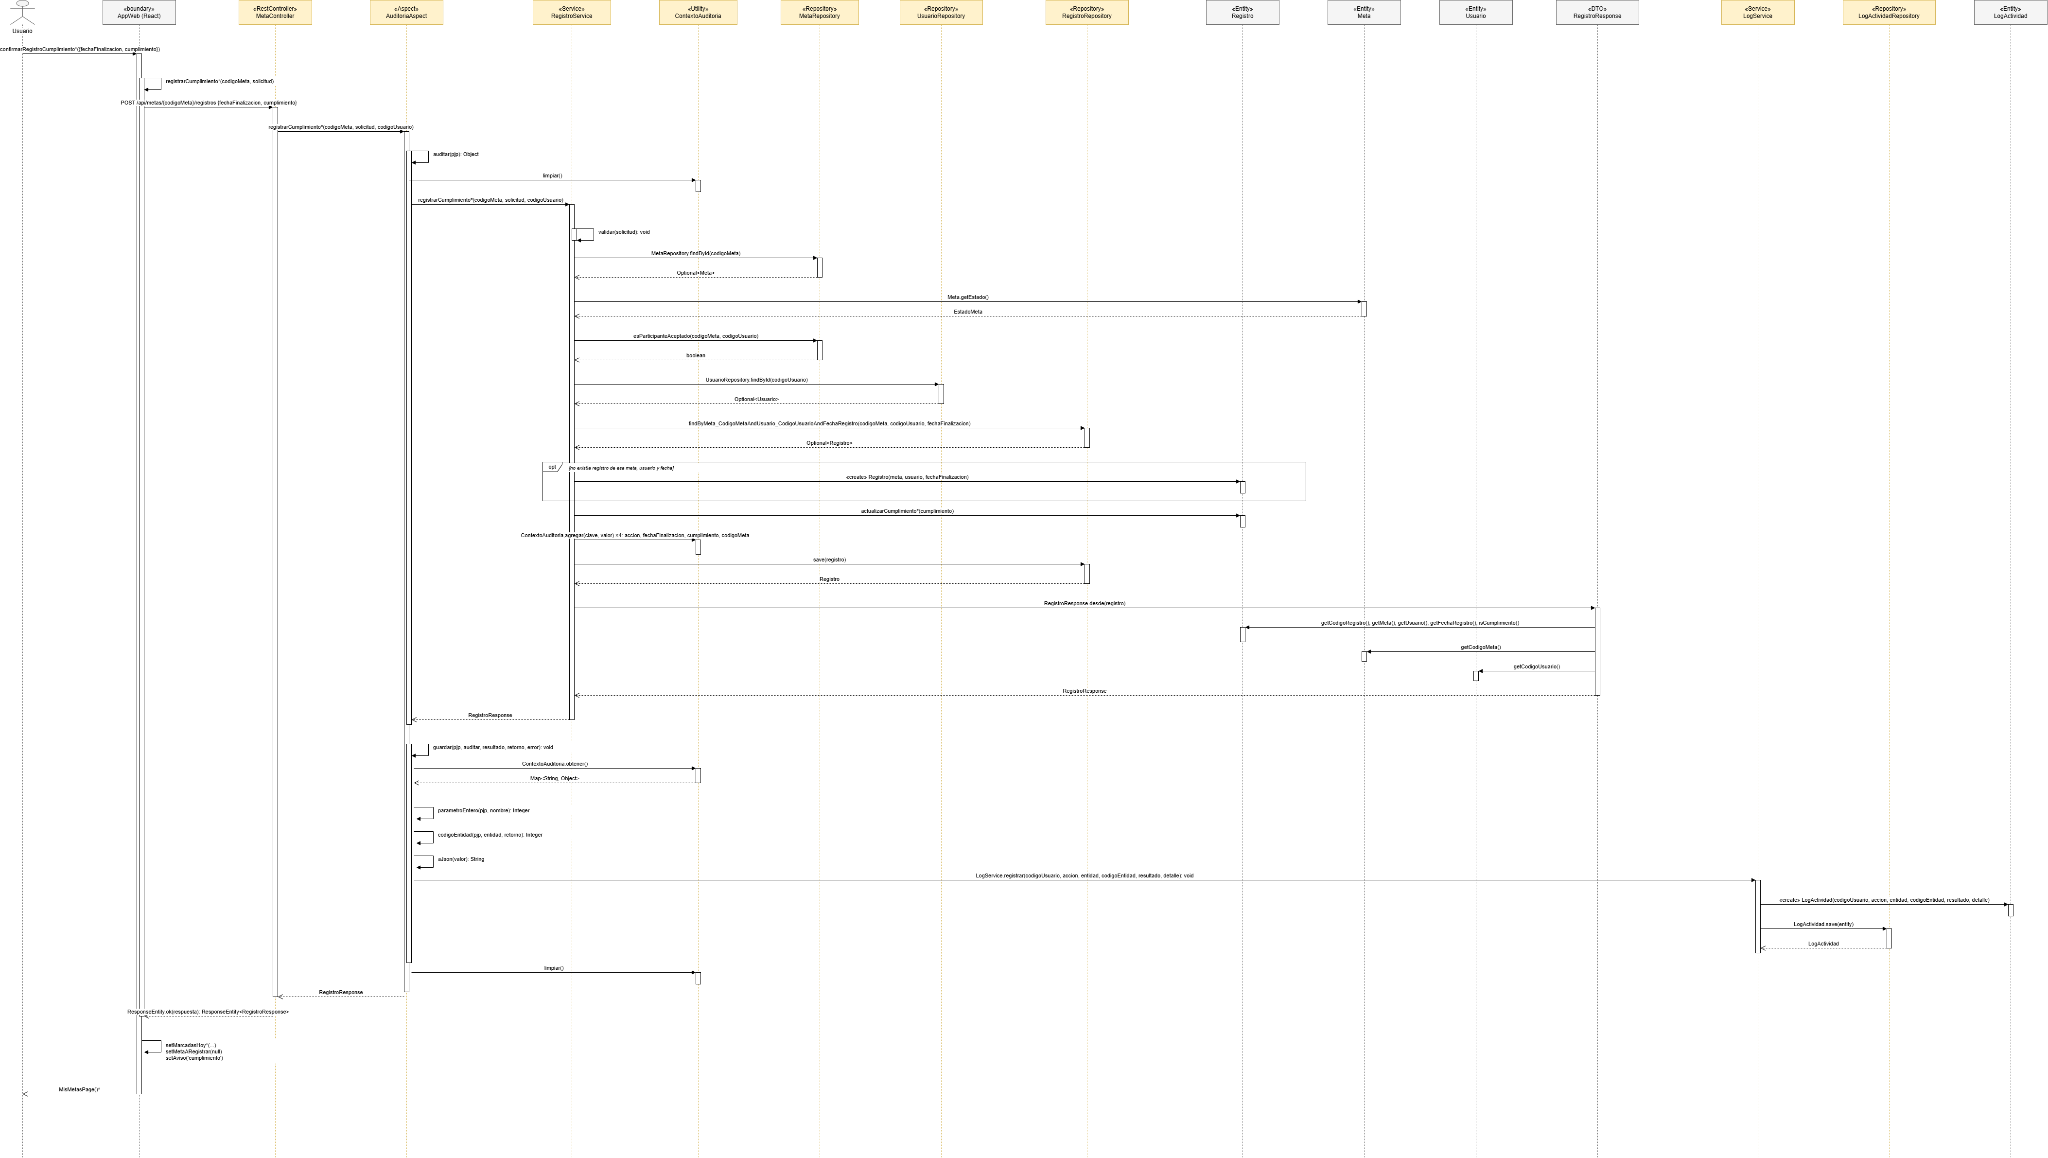 Usuario
«boundary»
AppWeb (React)
«RestController»
MetaController
«Aspect»
AuditoriaAspect
«Service»
RegistroService
«Utility»
ContextoAuditoria
«Repository»
MetaRepository
«Repository»
UsuarioRepository
«Repository»
RegistroRepository
«Entity»
Registro
«Entity»
Meta
«Entity»
Usuario
«DTO»
RegistroResponse
«Service»
LogService
«Repository»
LogActividadRepository
«Entity»
LogActividad
confirmarRegistroCumplimiento*({fechaFinalizacion, cumplimiento})
registrarCumplimiento*(codigoMeta, solicitud)
POST /api/metas/{codigoMeta}/registros {fechaFinalizacion, cumplimiento}
registrarCumplimiento*(codigoMeta, solicitud, codigoUsuario)
auditar(pjp): Object
limpiar()
registrarCumplimiento*(codigoMeta, solicitud, codigoUsuario)
validar(solicitud): void
MetaRepository.findById(codigoMeta)
Optional<Meta>
Meta.getEstado()
EstadoMeta
esParticipanteAceptado(codigoMeta, codigoUsuario)
boolean
UsuarioRepository.findById(codigoUsuario)
Optional<Usuario>
findByMeta_CodigoMetaAndUsuario_CodigoUsuarioAndFechaRegistro(codigoMeta, codigoUsuario, fechaFinalizacion)
Optional<Registro>
opt
[no existía registro de esa meta, usuario y fecha]
«create» Registro(meta, usuario, fechaFinalizacion)
actualizarCumplimiento*(cumplimiento)
ContextoAuditoria.agregar(clave, valor) ×4: accion, fechaFinalizacion, cumplimiento, codigoMeta
save(registro)
Registro
RegistroResponse.desde(registro)
getCodigoRegistro(); getMeta(); getUsuario(); getFechaRegistro(); isCumplimiento()
getCodigoMeta()
getCodigoUsuario()
RegistroResponse
RegistroResponse
guardar(pjp, auditar, resultado, retorno, error): void
ContextoAuditoria.obtener()
Map<String, Object>
parametroEntero(pjp, nombre): Integer
codigoEntidad(pjp, entidad, retorno): Integer
aJson(valor): String
LogService.registrar(codigoUsuario, accion, entidad, codigoEntidad, resultado, detalle): void
«create» LogActividad(codigoUsuario, accion, entidad, codigoEntidad, resultado, detalle)
LogActividad.save(entity)
LogActividad
limpiar()
RegistroResponse
ResponseEntity.ok(respuesta): ResponseEntity<RegistroResponse>
setMarcadasHoy*(...)
setMetaARegistrar(null)
setAviso('cumplimiento')
MisMetasPage()*